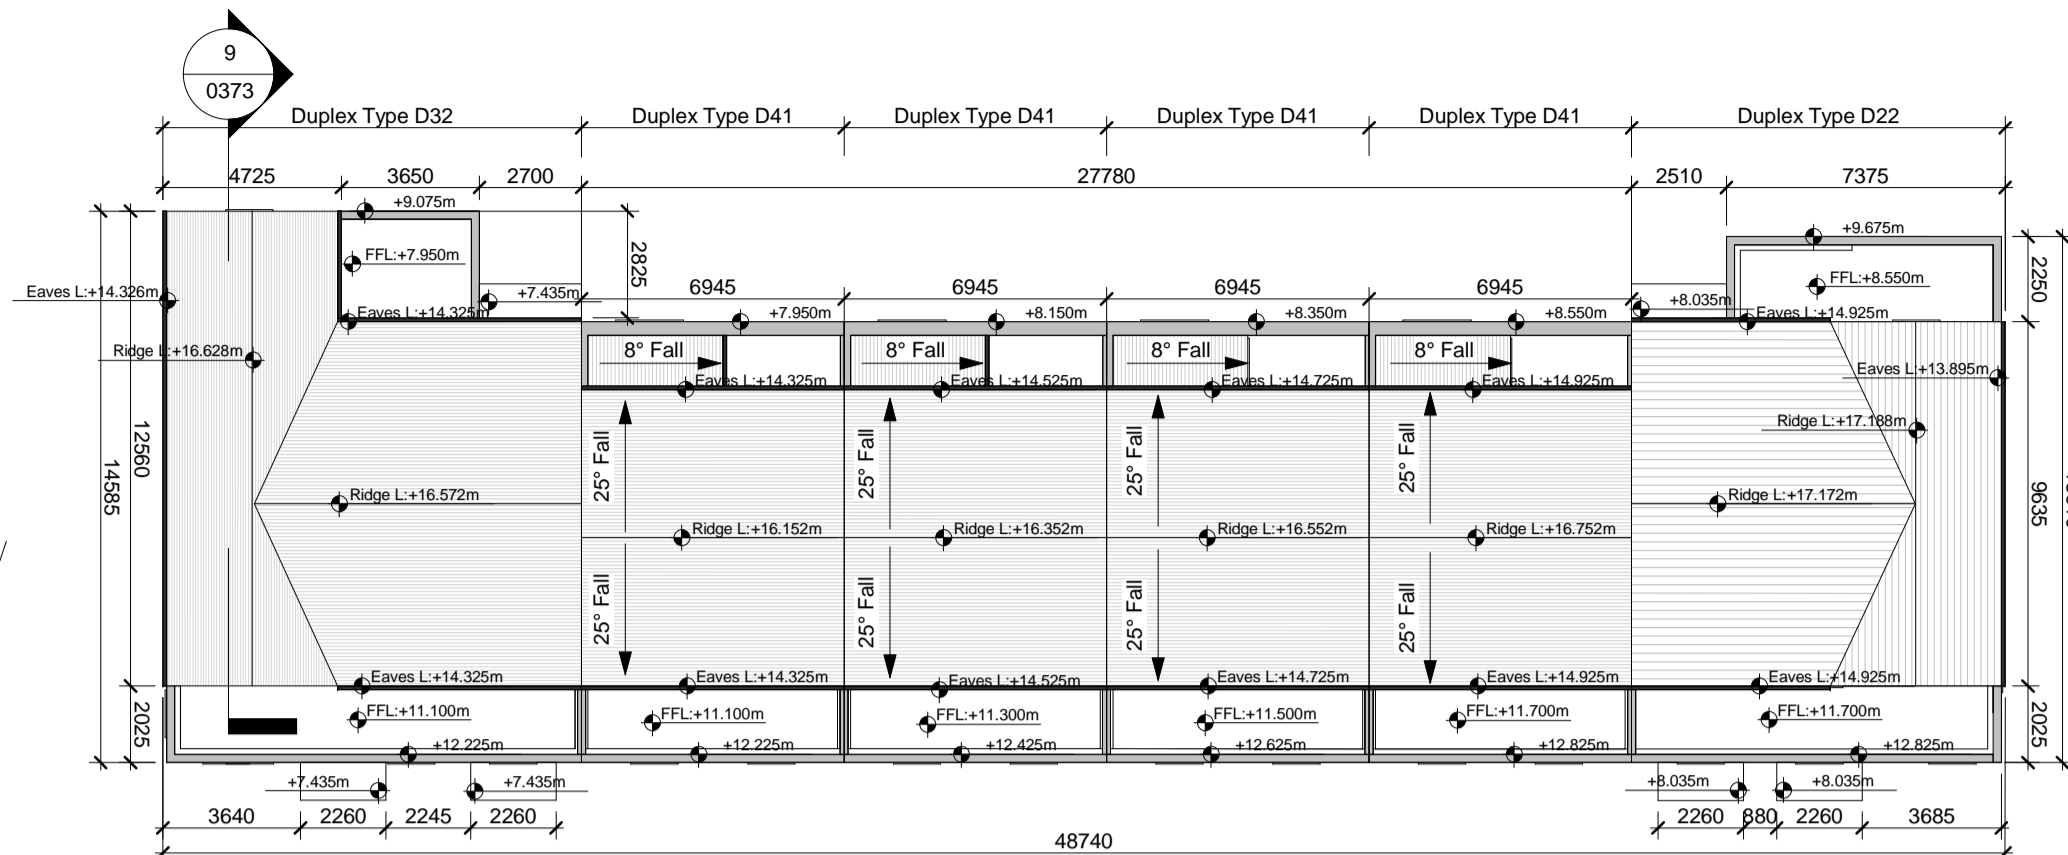 9
0373
Duplex Type D32
Duplex Type D41
Duplex Type D41
Duplex Type D41
Duplex Type D41
Duplex Type D22
4725
3650
2700
27780
2510
7375
+9.075m
+9.675m
FFL:+7.950m
2825
FFL:+8.550m
2250
Eaves L:+14.326m
+7.435m
6945
6945
6945
6945
+8.035m
Eaves L:+14.325m
+7.950m
+8.150m
+8.350m
+8.550m
Eaves L:+14.925m
Ridge L:+16.628m
8° Fall
8° Fall
8° Fall
8° Fall
Eaves L:+13.895m
Eaves L:+14.325m
Eaves L:+14.525m
Eaves L:+14.725m
Eaves L:+14.925m
Ridge L:+17.188m
12560
14585
25° Fall
25° Fall
25° Fall
25° Fall
9635
Ridge L:+16.572m
Ridge L:+17.172m
Ridge L:+16.152m
Ridge L:+16.352m
Ridge L:+16.552m
Ridge L:+16.752m
25° Fall
25° Fall
25° Fall
25° Fall
Eaves L:+14.325m
Eaves L:+14.325m
Eaves L:+14.525m
Eaves L:+14.725m
Eaves L:+14.925m
Eaves L:+14.925m
2025
FFL:+11.100m
FFL:+11.100m
FFL:+11.300m
FFL:+11.500m
FFL:+11.700m
FFL:+11.700m
2025
+12.225m
+12.225m
+12.425m
+12.625m
+12.825m
+12.825m
+7.435m
+7.435m
+8.035m
+8.035m
3640
2260
2245
2260
2260
880
2260
3685
48740